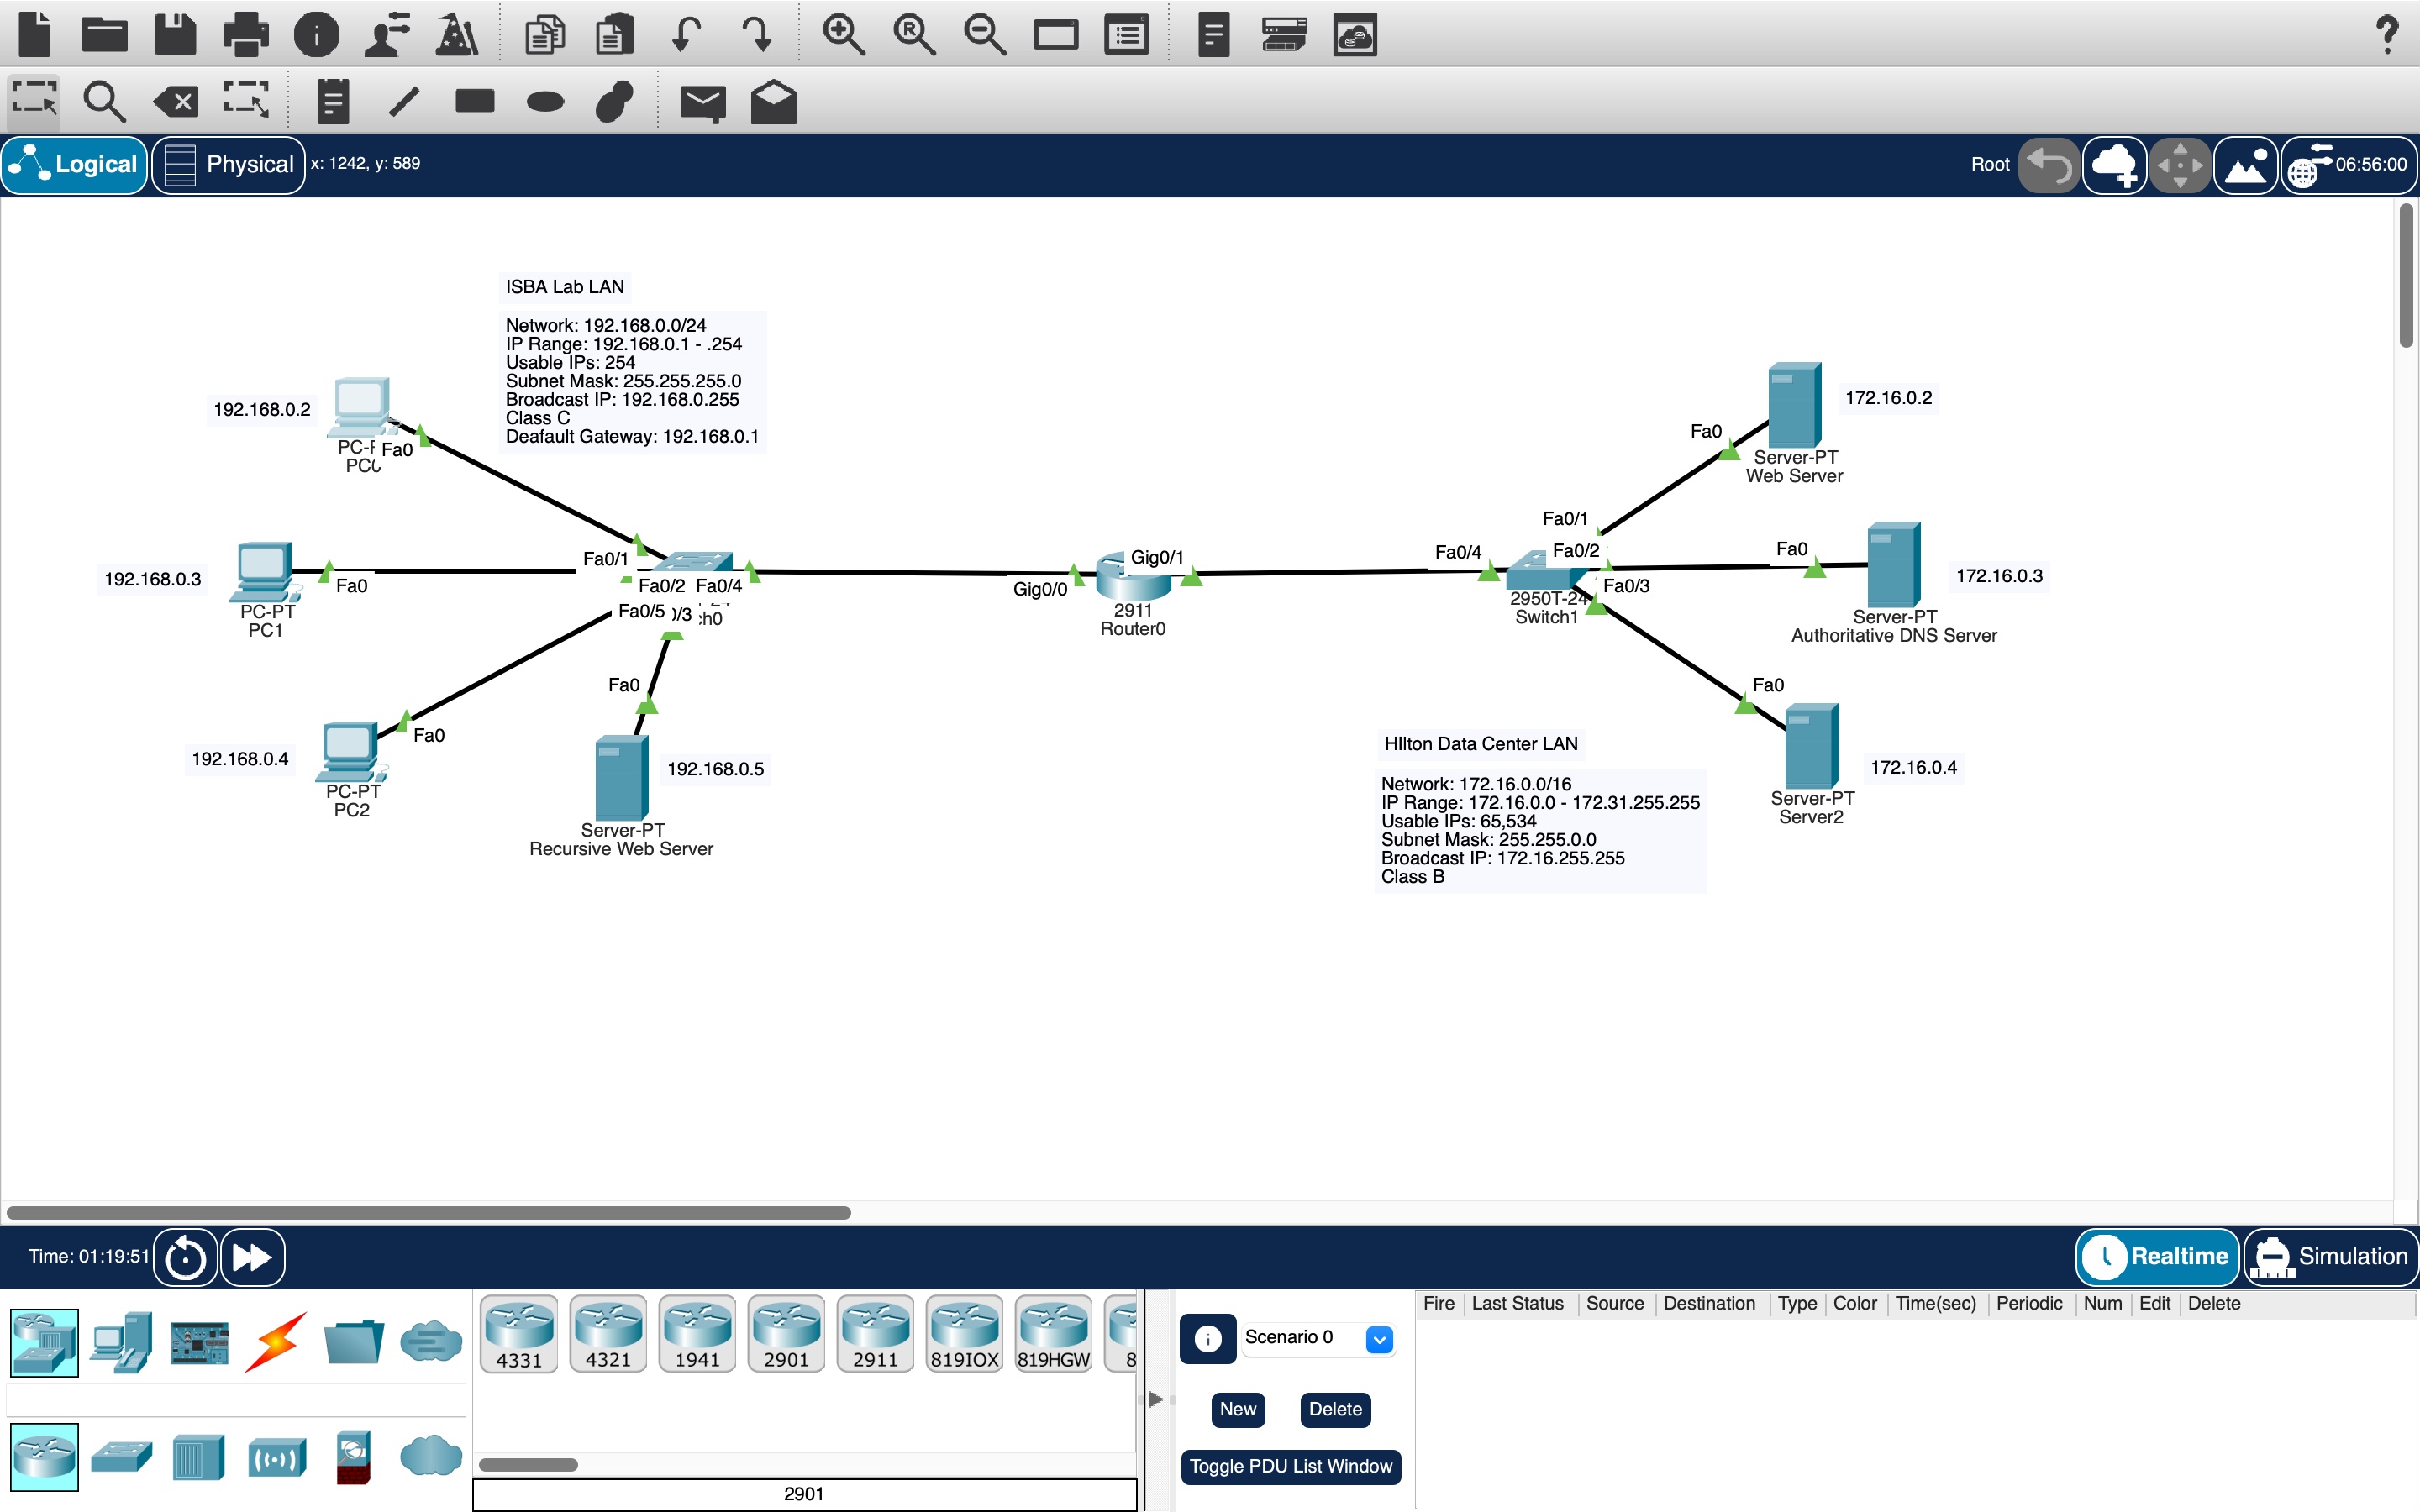 Logical
Physical
x: 1242, y: 589
Root
06:56:00
ISBA Lab LAN
Network: 192.168.0.0/24
IP Range: 192.168.0.1 - .254
Usable IPs: 254
Subnet Mask: 255.255.255.0
Broadcast IP: 192.168.0.255
Class C
Deafault Gateway: 192.168.0.1
192.168.0.2
Fa0
192.168.0.3
Fa0
PC-PT
PC1
192.168.0.4
Fa0
PC-PT
PC2
Fa0/1
Fa0/2
Fa0/4
Fa0/5
Fa0
192.168.0.5
Server-PT
Recursive Web Server
Gig0/0
Gig0/1
2911
Router0
Fa0/4
Fa0/1
Fa0/2
Fa0/3
2950T-24
Switch1
Fa0
172.16.0.2
Server-PT
Web Server
Fa0
172.16.0.3
Server-PT
Authoritative DNS Server
Fa0
172.16.0.4
Server-PT
Server2
HIlton Data Center LAN
Network: 172.16.0.0/16
IP Range: 172.16.0.0 - 172.31.255.255
Usable IPs: 65,534
Subnet Mask: 255.255.0.0
Broadcast IP: 172.16.255.255
Class B
Time: 01:19:51
Realtime
Simulation
4331
4321
1941
2901
2911
819IOX
819HGW
8
2901
Scenario 0
New
Delete
Toggle PDU List Window
Fire Last Status Source Destination Type Color Time(sec) Periodic Num Edit Delete